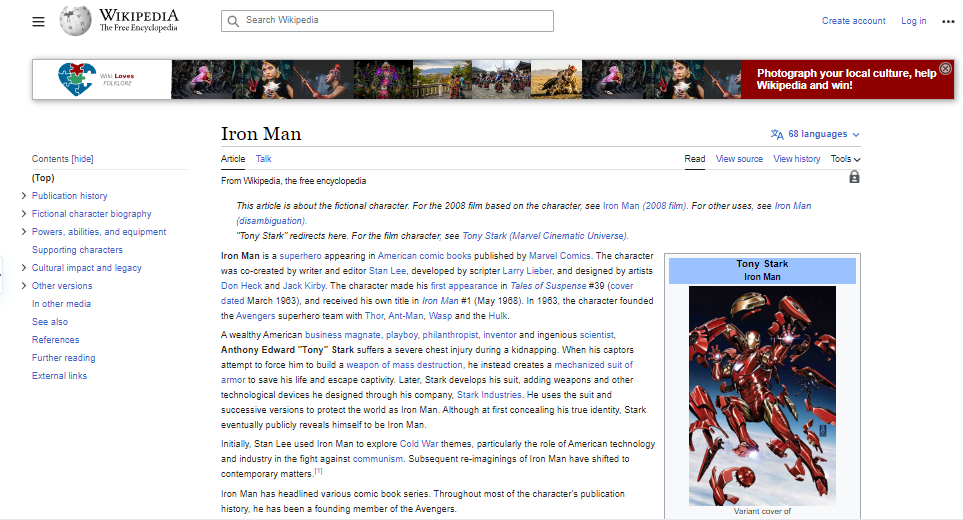 WIKIPEDIA
The Free Encyclopedia
Search Wikipedia
Create account
Log in
Wiki Loves
FOLKLORE
Photograph your local culture, help
Wikipedia and win!
Iron Man
68 languages
Contents [hide]
(Top)
Publication history
Fictional character biography
Powers, abilities, and equipment
Supporting characters
Cultural impact and legacy
Other versions
In other media
See also
References
Further reading
External links
Article Talk
Read View source View history Tools
From Wikipedia, the free encyclopedia
This article is about the fictional character. For the 2008 film based on the character, see Iron Man (2008 film). For other uses, see Iron Man
(disambiguation).
"Tony Stark" redirects here. For the film character, see Tony Stark (Marvel Cinematic Universe).
Iron Man is a superhero appearing in American comic books published by Marvel Comics. The character
was co-created by writer and editor Stan Lee, developed by scripter Larry Lieber, and designed by artists
Don Heck and Jack Kirby. The character made his first appearance in Tales of Suspense #39 (cover
dated March 1963), and received his own title in Iron Man #1 (May 1968). In 1963, the character founded
the Avengers superhero team with Thor, Ant-Man, Wasp and the Hulk.
A wealthy American business magnate, playboy, philanthropist, inventor and ingenious scientist,
Anthony Edward "Tony" Stark suffers a severe chest injury during a kidnapping. When his captors
attempt to force him to build a weapon of mass destruction, he instead creates a mechanized suit of
armor to save his life and escape captivity. Later, Stark develops his suit, adding weapons and other
technological devices he designed through his company, Stark Industries. He uses the suit and
successive versions to protect the world as Iron Man. Although at first concealing his true identity, Stark
eventually publicly reveals himself to be Iron Man.
Initially, Stan Lee used Iron Man to explore Cold War themes, particularly the role of American technology
and industry in the fight against communism. Subsequent re-imaginings of Iron Man have shifted to
contemporary matters.[1]
Iron Man has headlined various comic book series. Throughout most of the character's publication
history, he has been a founding member of the Avengers.
Tony Stark
Iron Man
Variant cover of